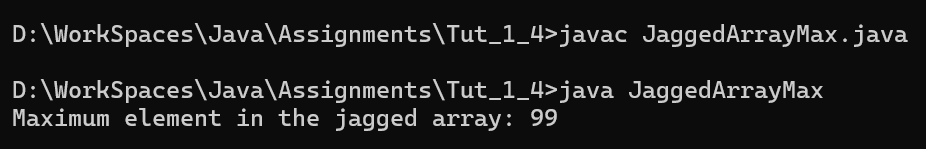 D:\WorkSpaces\Java\Assignments\Tut_1_4>javac JaggedArrayMax.java
D:\WorkSpaces\Java\Assignments\Tut_1_4>java JaggedArrayMax
Maximum element in the jagged array: 99